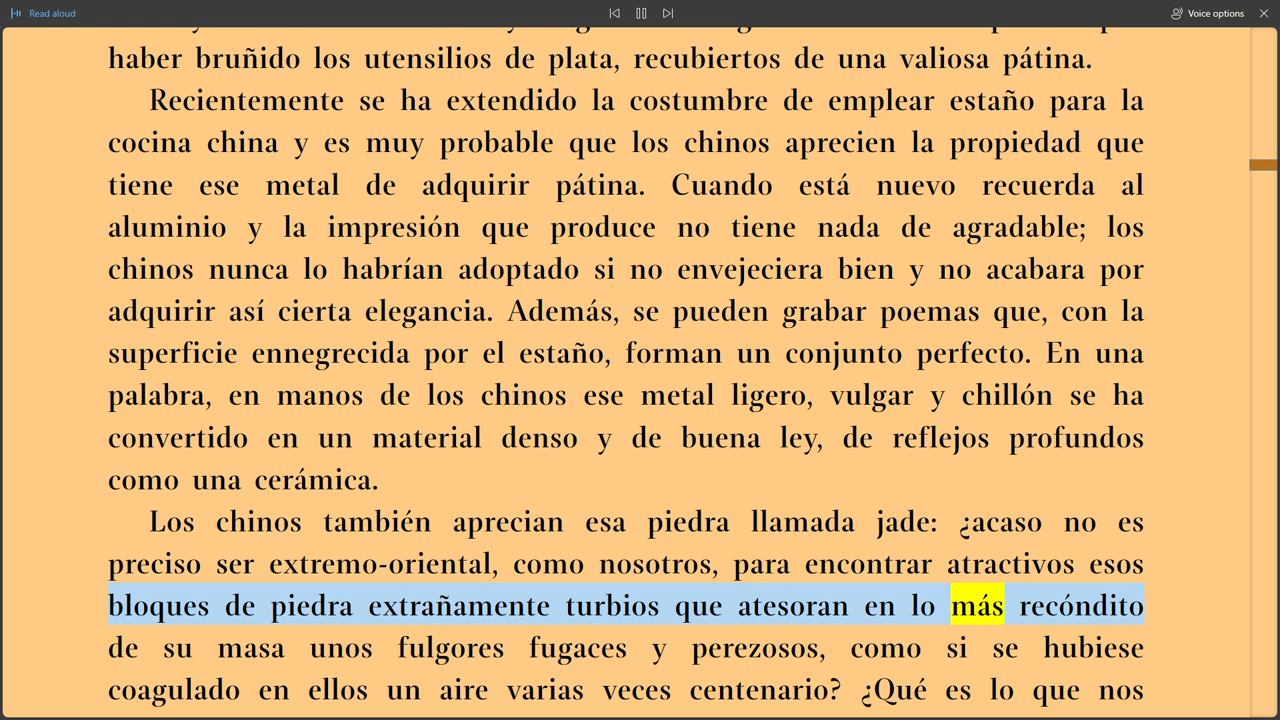 Read aloud
Voice options
haber bruñido los utensilios de plata, recubiertos de una valiosa pátina.
Recientemente se ha extendido la costumbre de emplear estaño para la
cocina china y es muy probable que los chinos aprecien la propiedad que
tiene ese metal de adquirir pátina. Cuando está nuevo recuerda al
aluminio y la impresión que produce no tiene nada de agradable; los
chinos nunca lo habrían adoptado si no envejeciera bien y no acabara por
adquirir así cierta elegancia. Además, se pueden grabar poemas que, con la
superficie ennegrecida por el estaño, forman un conjunto perfecto. En una
palabra, en manos de los chinos ese metal ligero, vulgar y chillón se ha
convertido en un material denso y de buena ley, de reflejos profundos
como una cerámica.
Los chinos también aprecian esa piedra llamada jade: ¿acaso no es
preciso ser extremo-oriental, como nosotros, para encontrar atractivos esos
bloques de piedra extrañamente turbios que atesoran en lo más recóndito
de su masa unos fulgores fugaces y perezosos, como si se hubiese
coagulado en ellos un aire varias veces centenario? ¿Qué es lo que nos